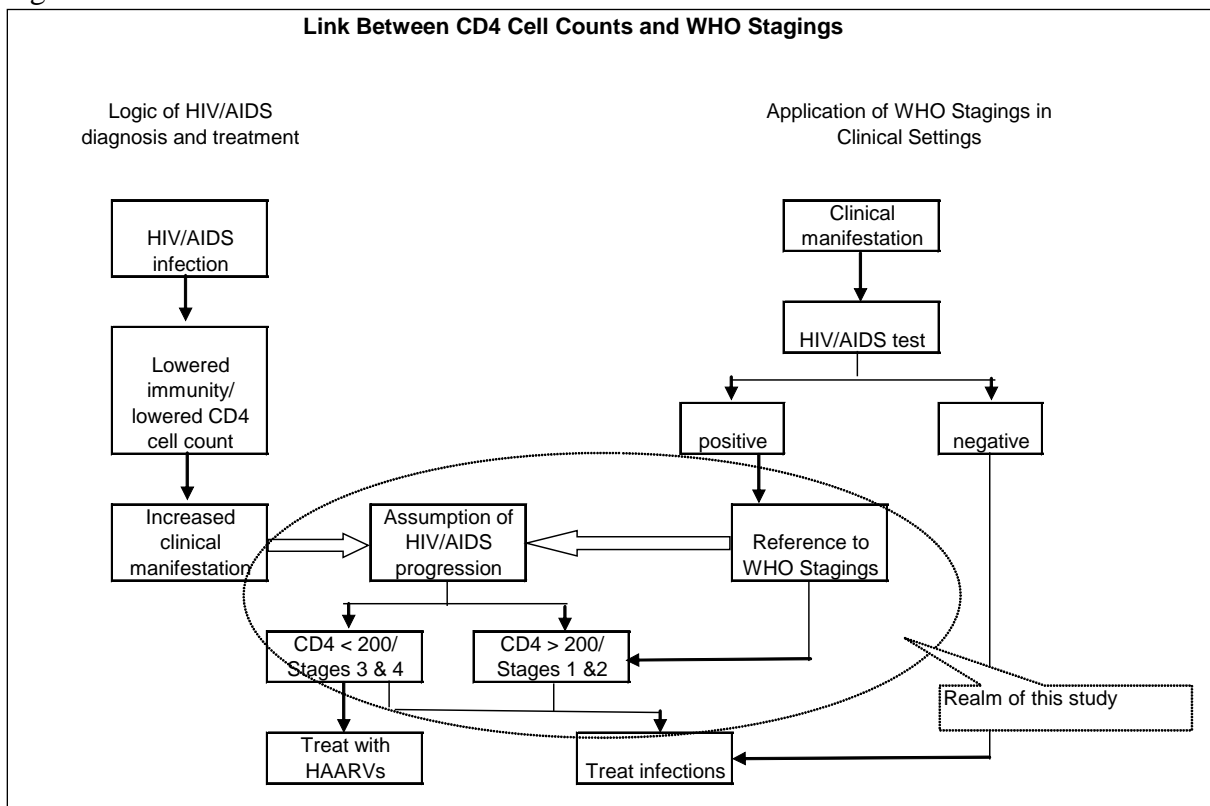 Link Between CD4 Cell Counts and WHO Stagings
Logic of HIV/AIDS
diagnosis and treatment
Application of WHO Stagings in
Clinical Settings
HIV/AIDS
infection
Lowered
immunity/
lowered CD4
cell count
Increased
clinical
manifestation
Clinical
manifestation
HIV/AIDS test
positive
negative
Assumption of
HIV/AIDS
progression
Reference to
WHO Stagings
CD4 < 200/
Stages 3 & 4
CD4 > 200/
Stages 1 &2
Realm of this study
Treat with
HAARVs
Treat infections